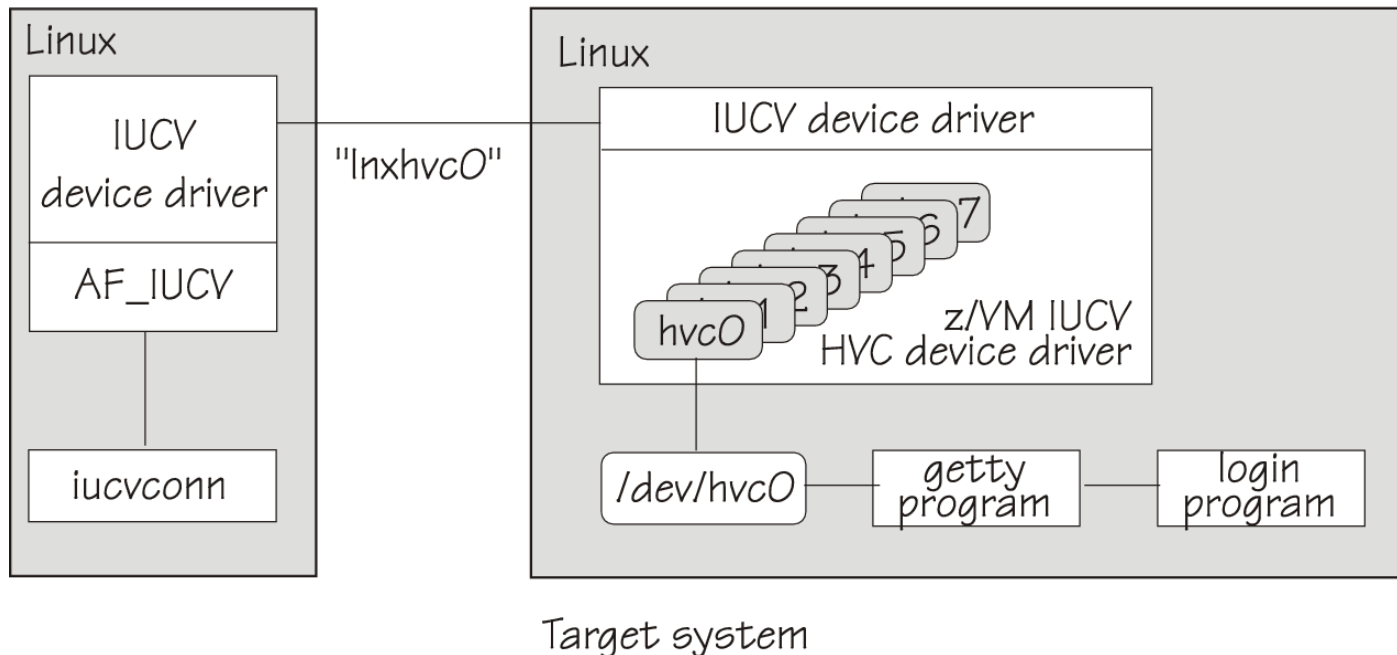 Linux
IUCV
device driver
AF_IUCV
iucvconn
"lnxhvc0"
Linux
IUCV device driver
7
6
5
4
3
2
1
hvc0
z/VM IUCV
HVC device driver
/dev/hvc0
getty
program
login
program
Target system